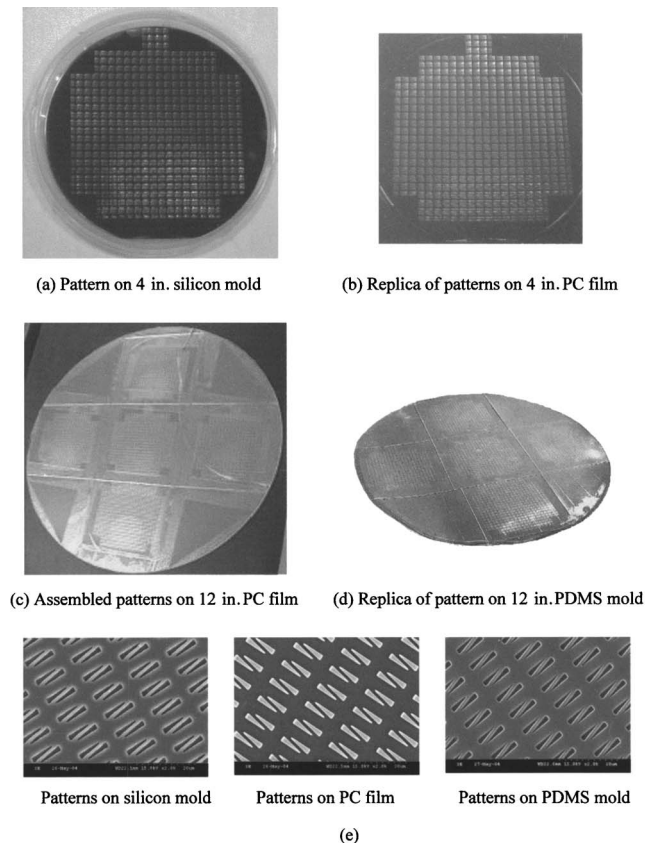 (a) Pattern on 4 in. silicon mold
(b) Replica of patterns on 4 in. PC film
(c) Assembled patterns on 12 in. PC film
(d) Replica of pattern on 12 in. PDMS mold
Patterns on silicon mold
Patterns on PC film
Patterns on PDMS mold
(e)